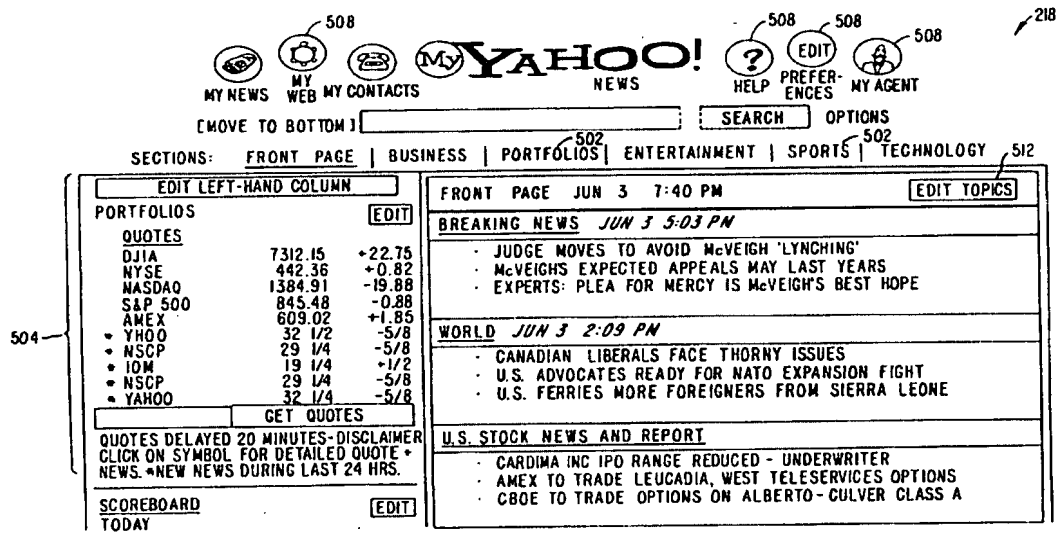 508
508
508
508
218
My YAHOO!
NEWS
?
EDIT
MY NEWS
MY WEB
MY CONTACTS
HELP
PREFER-ENCES
MY AGENT
[MOVE TO BOTTOM]
SEARCH
OPTIONS
502
502
SECTIONS: FRONT PAGE | BUSINESS | PORTFOLIOS | ENTERTAINMENT | SPORTS | TECHNOLOGY
512
504
EDIT LEFT-HAND COLUMN
PORTFOLIOS EDIT
QUOTES
DJIA 7312.15 +22.75
NYSE 442.36 +0.82
NASDAQ 1384.91 -19.88
S&P 500 845.48 -0.88
AMEX 609.02 +1.85
* YHOO 32 1/2 -5/8
* NSCP 29 1/4 -5/8
* IOM 19 1/4 +1/2
* NSCP 29 1/4 -5/8
* YAHOO 32 1/4 -5/8
GET QUOTES
QUOTES DELAYED 20 MINUTES-DISCLAIMER
CLICK ON SYMBOL FOR DETAILED QUOTE +
NEWS. *NEW NEWS DURING LAST 24 HRS.
SCOREBOARD EDIT
TODAY
FRONT PAGE JUN 3 7:40 PM EDIT TOPICS
BREAKING NEWS JUN 3 5:03 PM
· JUDGE MOVES TO AVOID McVEIGH 'LYNCHING'
· McVEIGHS EXPECTED APPEALS MAY LAST YEARS
· EXPERTS: PLEA FOR MERCY IS McVEIGH'S BEST HOPE
WORLD JUN 3 2:09 PM
· CANADIAN LIBERALS FACE THORNY ISSUES
· U.S. ADVOCATES READY FOR NATO EXPANSION FIGHT
· U.S. FERRIES MORE FOREIGNERS FROM SIERRA LEONE
U.S. STOCK NEWS AND REPORT
· CARDIMA INC IPO RANGE REDUCED - UNDERWRITER
· AMEX TO TRADE LEUCADIA, WEST TELESERVICES OPTIONS
· CBOE TO TRADE OPTIONS ON ALBERTO-CULVER CLASS A